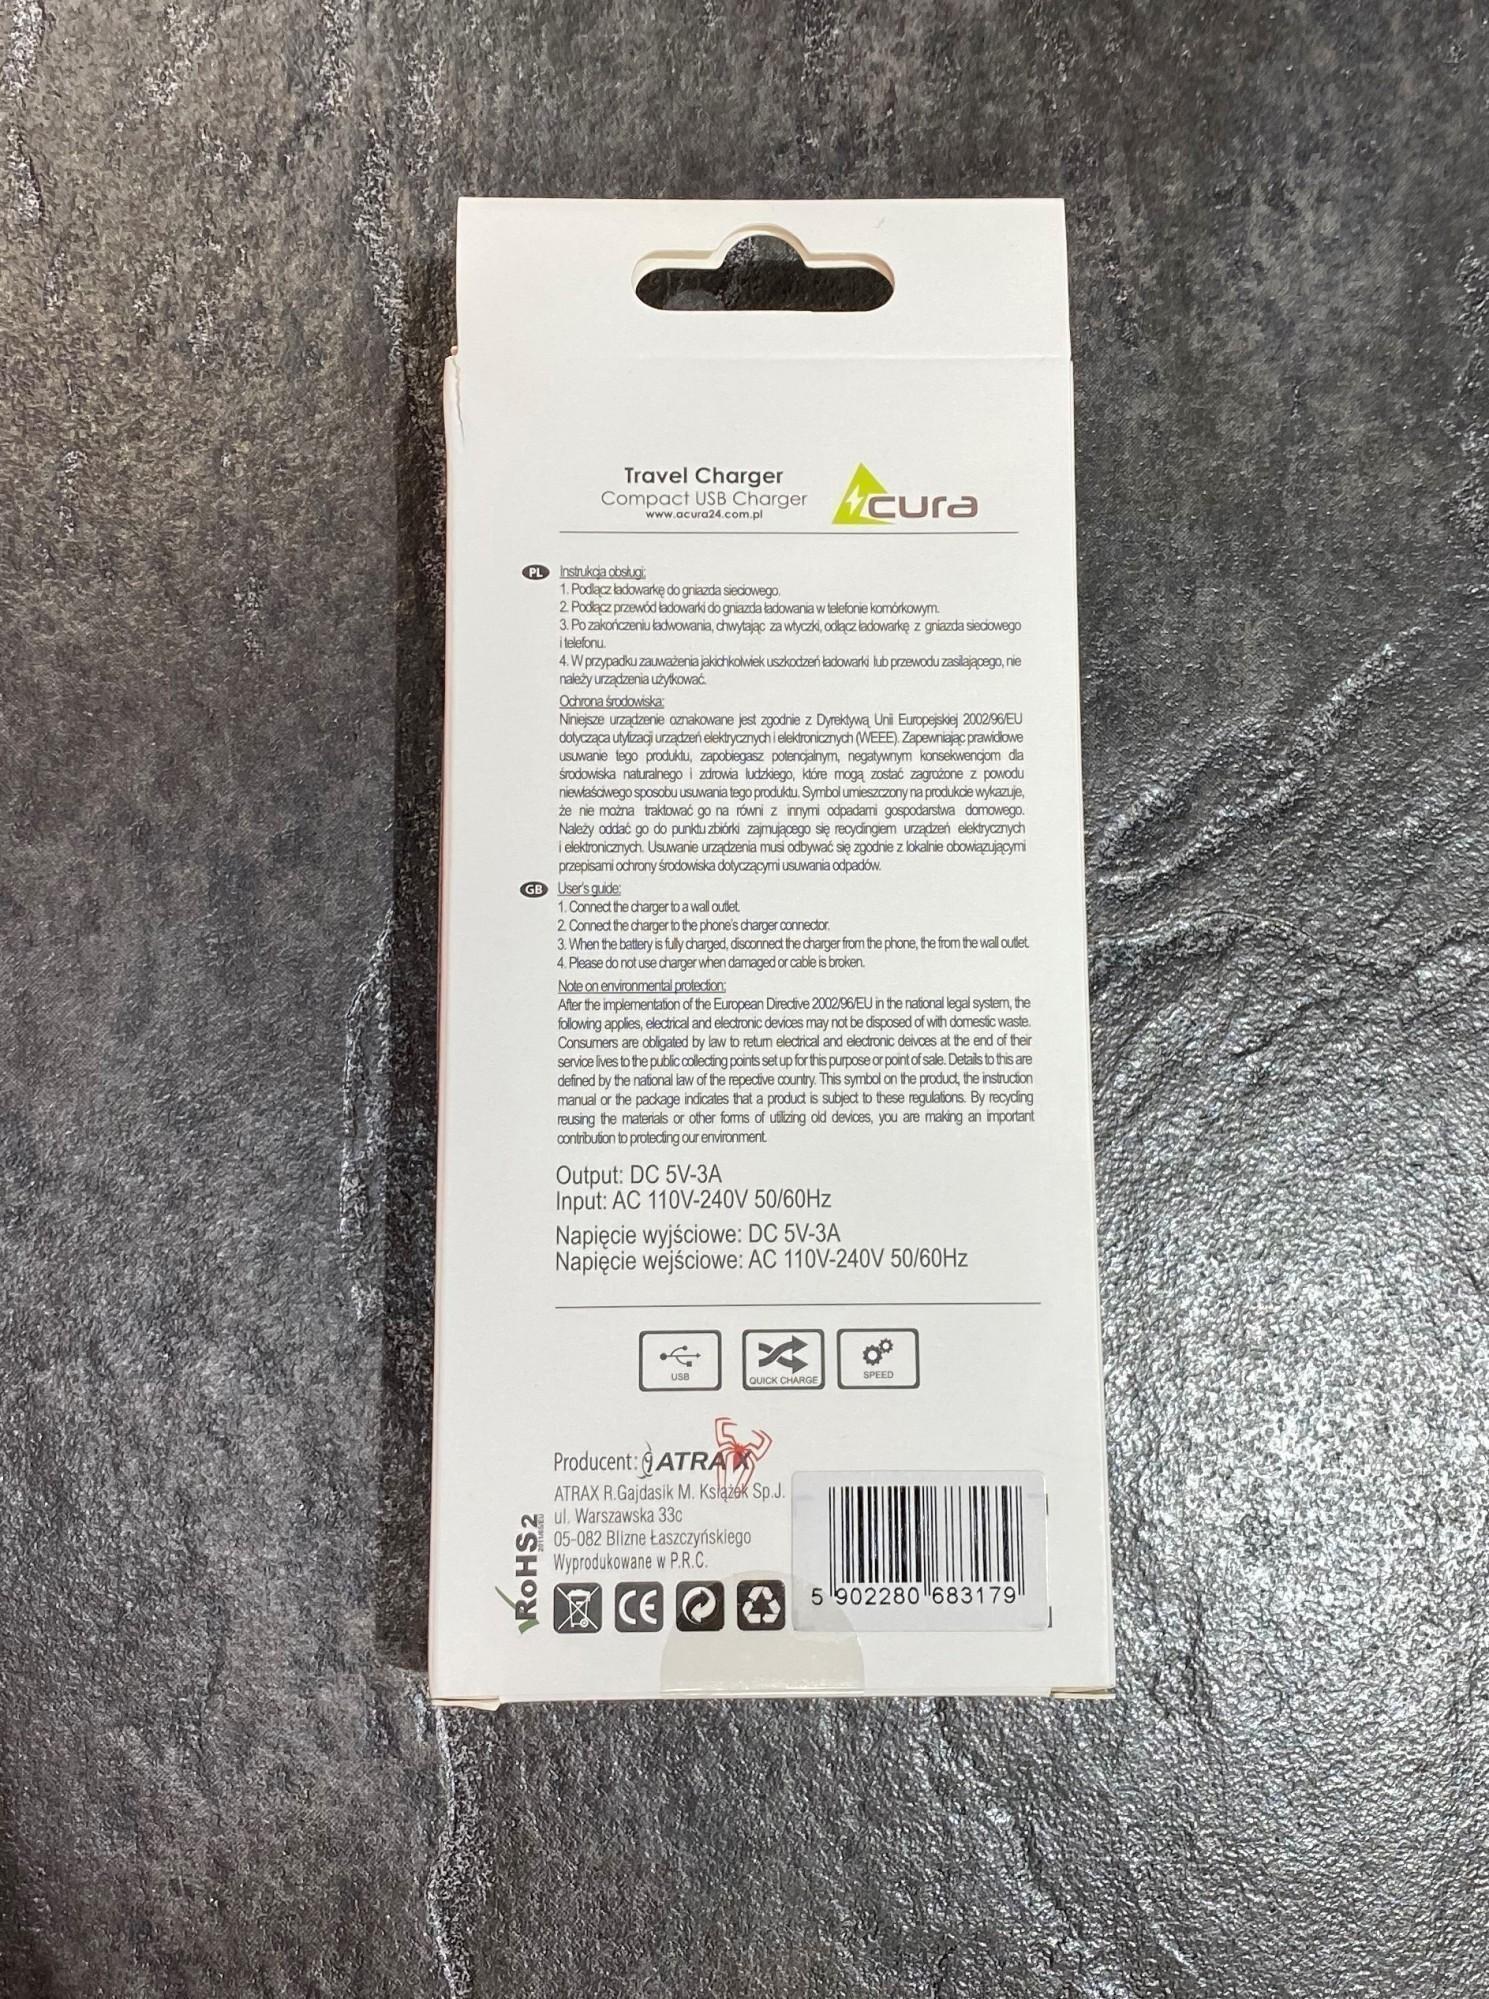 Travel Charger
Compact USB Charger
www.acura24.com.pl
Acura
PL Instrukcja obsługi:
1. Podłącz ładowarkę do gniazda sieciowego.
2. Podłącz przewód ładowarki do gniazda ładowania w telefonie komórkowym.
3. Po zakończeniu ładwowania, chwytając za wtyczki, odłącz ładowarkę z gniazda sieciowego
i telefonu.
4. W przypadku zauważenia jakichkolwiek uszkodzeń ładowarki lub przewodu zasilającego, nie
należy urządzenia użytkować.
Ochrona środowiska:
Niniejsze urządzenie oznakowane jest zgodnie z Dyrektywą Unii Europejskiej 2002/96/EU
dotycząca utylizacji urządzeń elektrycznych i elektronicznych (WEEE). Zapewniając prawidłowe
usuwanie tego produktu, zapobiegasz potencjalnym, negatywnym konsekwencjom dla
środowiska naturalnego i zdrowia ludzkiego, które mogą zostać zagrożone z powodu
niewłaściwego sposobu usuwania tego produktu. Symbol umieszczony na produkcie wykazuje,
że nie można traktować go na równi z innymi odpadami gospodarstwa domowego.
Należy oddać go do punktu zbiórki zajmującego się recyclingiem urządzeń elektrycznych
i elektronicznych. Usuwanie urządzenia musi odbywać się zgodnie z lokalnie obowiązującymi
przepisami ochrony środowiska dotyczącymi usuwania odpadów.
GB User's guide:
1. Connect the charger to a wall outlet.
2. Connect the charger to the phone's charger connector.
3. When the battery is fully charged, disconnect the charger from the phone, the from the wall outlet.
4. Please do not use charger when damaged or cable is broken.
Note on environmental protection:
After the implementation of the European Directive 2002/96/EU in the national legal system, the
following applies, electrical and electronic devices may not be disposed of with domestic waste.
Consumers are obligated by law to return electrical and electronic deivces at the end of their
service lives to the public collecting points set up for this purpose or point of sale. Details to this are
defined by the national law of the repective country. This symbol on the product, the instruction
manual or the package indicates that a product is subject to these regulations. By recycling
reusing the materials or other forms of utilizing old devices, you are making an important
contribution to protecting our environment.
Output: DC 5V-3A
Input: AC 110V-240V 50/60Hz
Napięcie wyjściowe: DC 5V-3A
Napięcie wejściowe: AC 110V-240V 50/60Hz
USB
QUICK CHARGE
SPEED
Producent: ATRAX
ATRAX R.Gajdasik M. Książek Sp.J.
ul. Warszawska 33c
05-082 Blizne Łaszczyńskiego
Wyprodukowane w P.R.C.
RoHS 2
CE
5 902280 683179